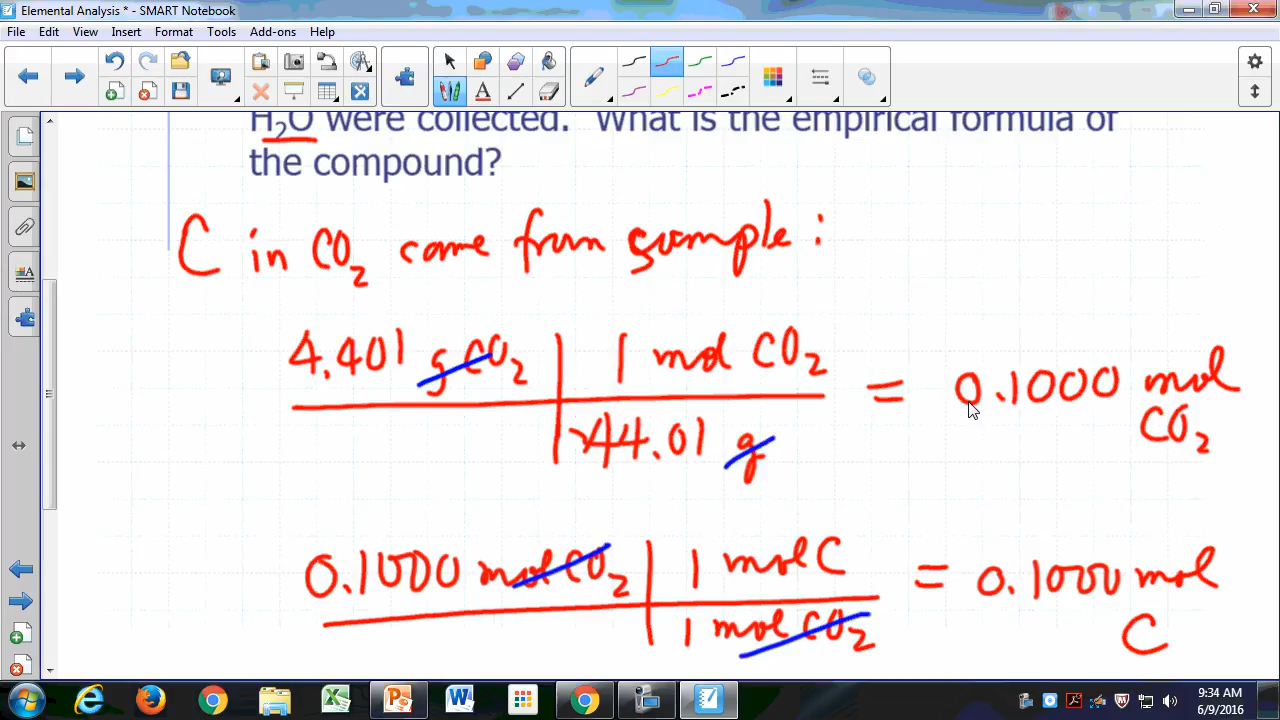 Elemental Analysis * - SMART Notebook
File Edit View Insert Format Tools Add-ons Help
H₂O were collected. What is the empirical formula of
the compound?
C in CO₂ came from sample :
4.401 g CO₂ | 1 mol CO₂ = 0.1000 mol
44.01 g CO₂
0.1000 mol CO₂ | 1 mol C = 0.1000 mol
1 mol CO₂ C
9:34 AM
6/9/2016